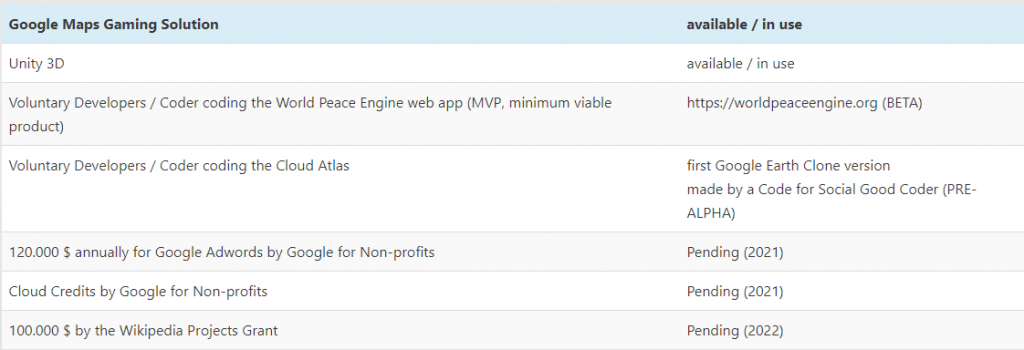 Google Maps Gaming Solution available / in use
Unity 3D available / in use
Voluntary Developers / Coder coding the World Peace Engine web app (MVP, minimum viable https://worldpeaceengine.org (BETA)
product)
Voluntary Developers / Coder coding the Cloud Atlas first Google Earth Clone version
made by a Code for Social Good Coder (PRE-
ALPHA)
120.000 $ annually for Google Adwords by Google for Non-profits Pending (2021)
Cloud Credits by Google for Non-profits Pending (2021)
100.000 $ by the Wikipedia Projects Grant Pending (2022)